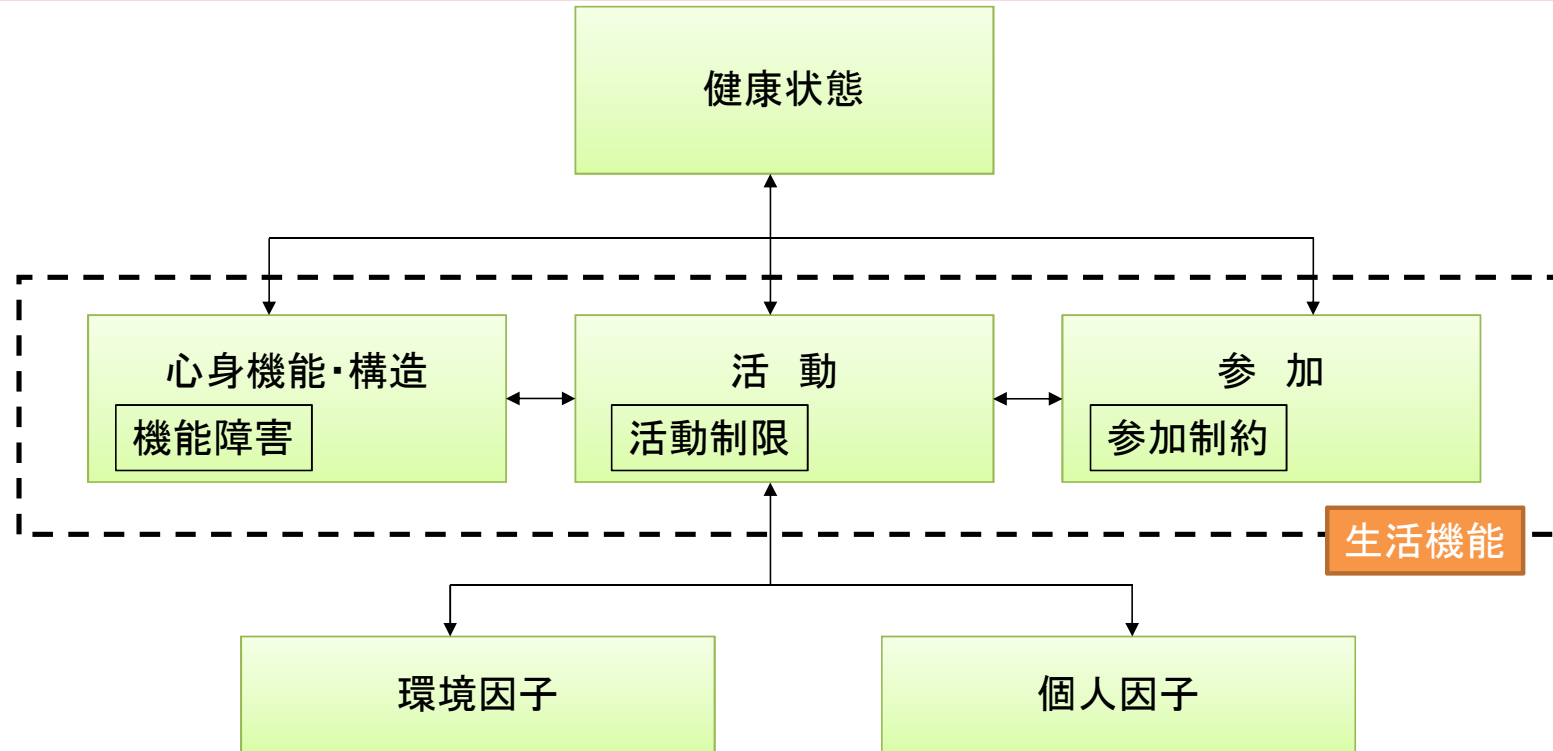 健康状態
心身機能・構造
機能障害
活　動
活動制限
参　加
参加制約
生活機能
環境因子
個人因子